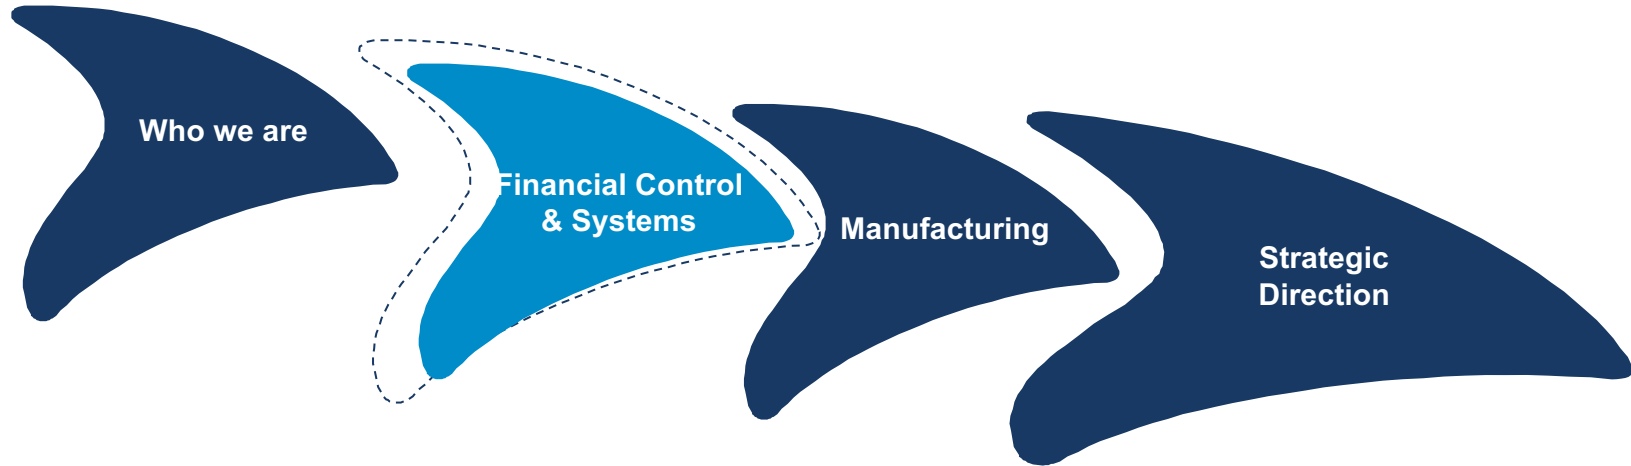 Who we are
Financial Control
& Systems
Manufacturing
Strategic
Direction